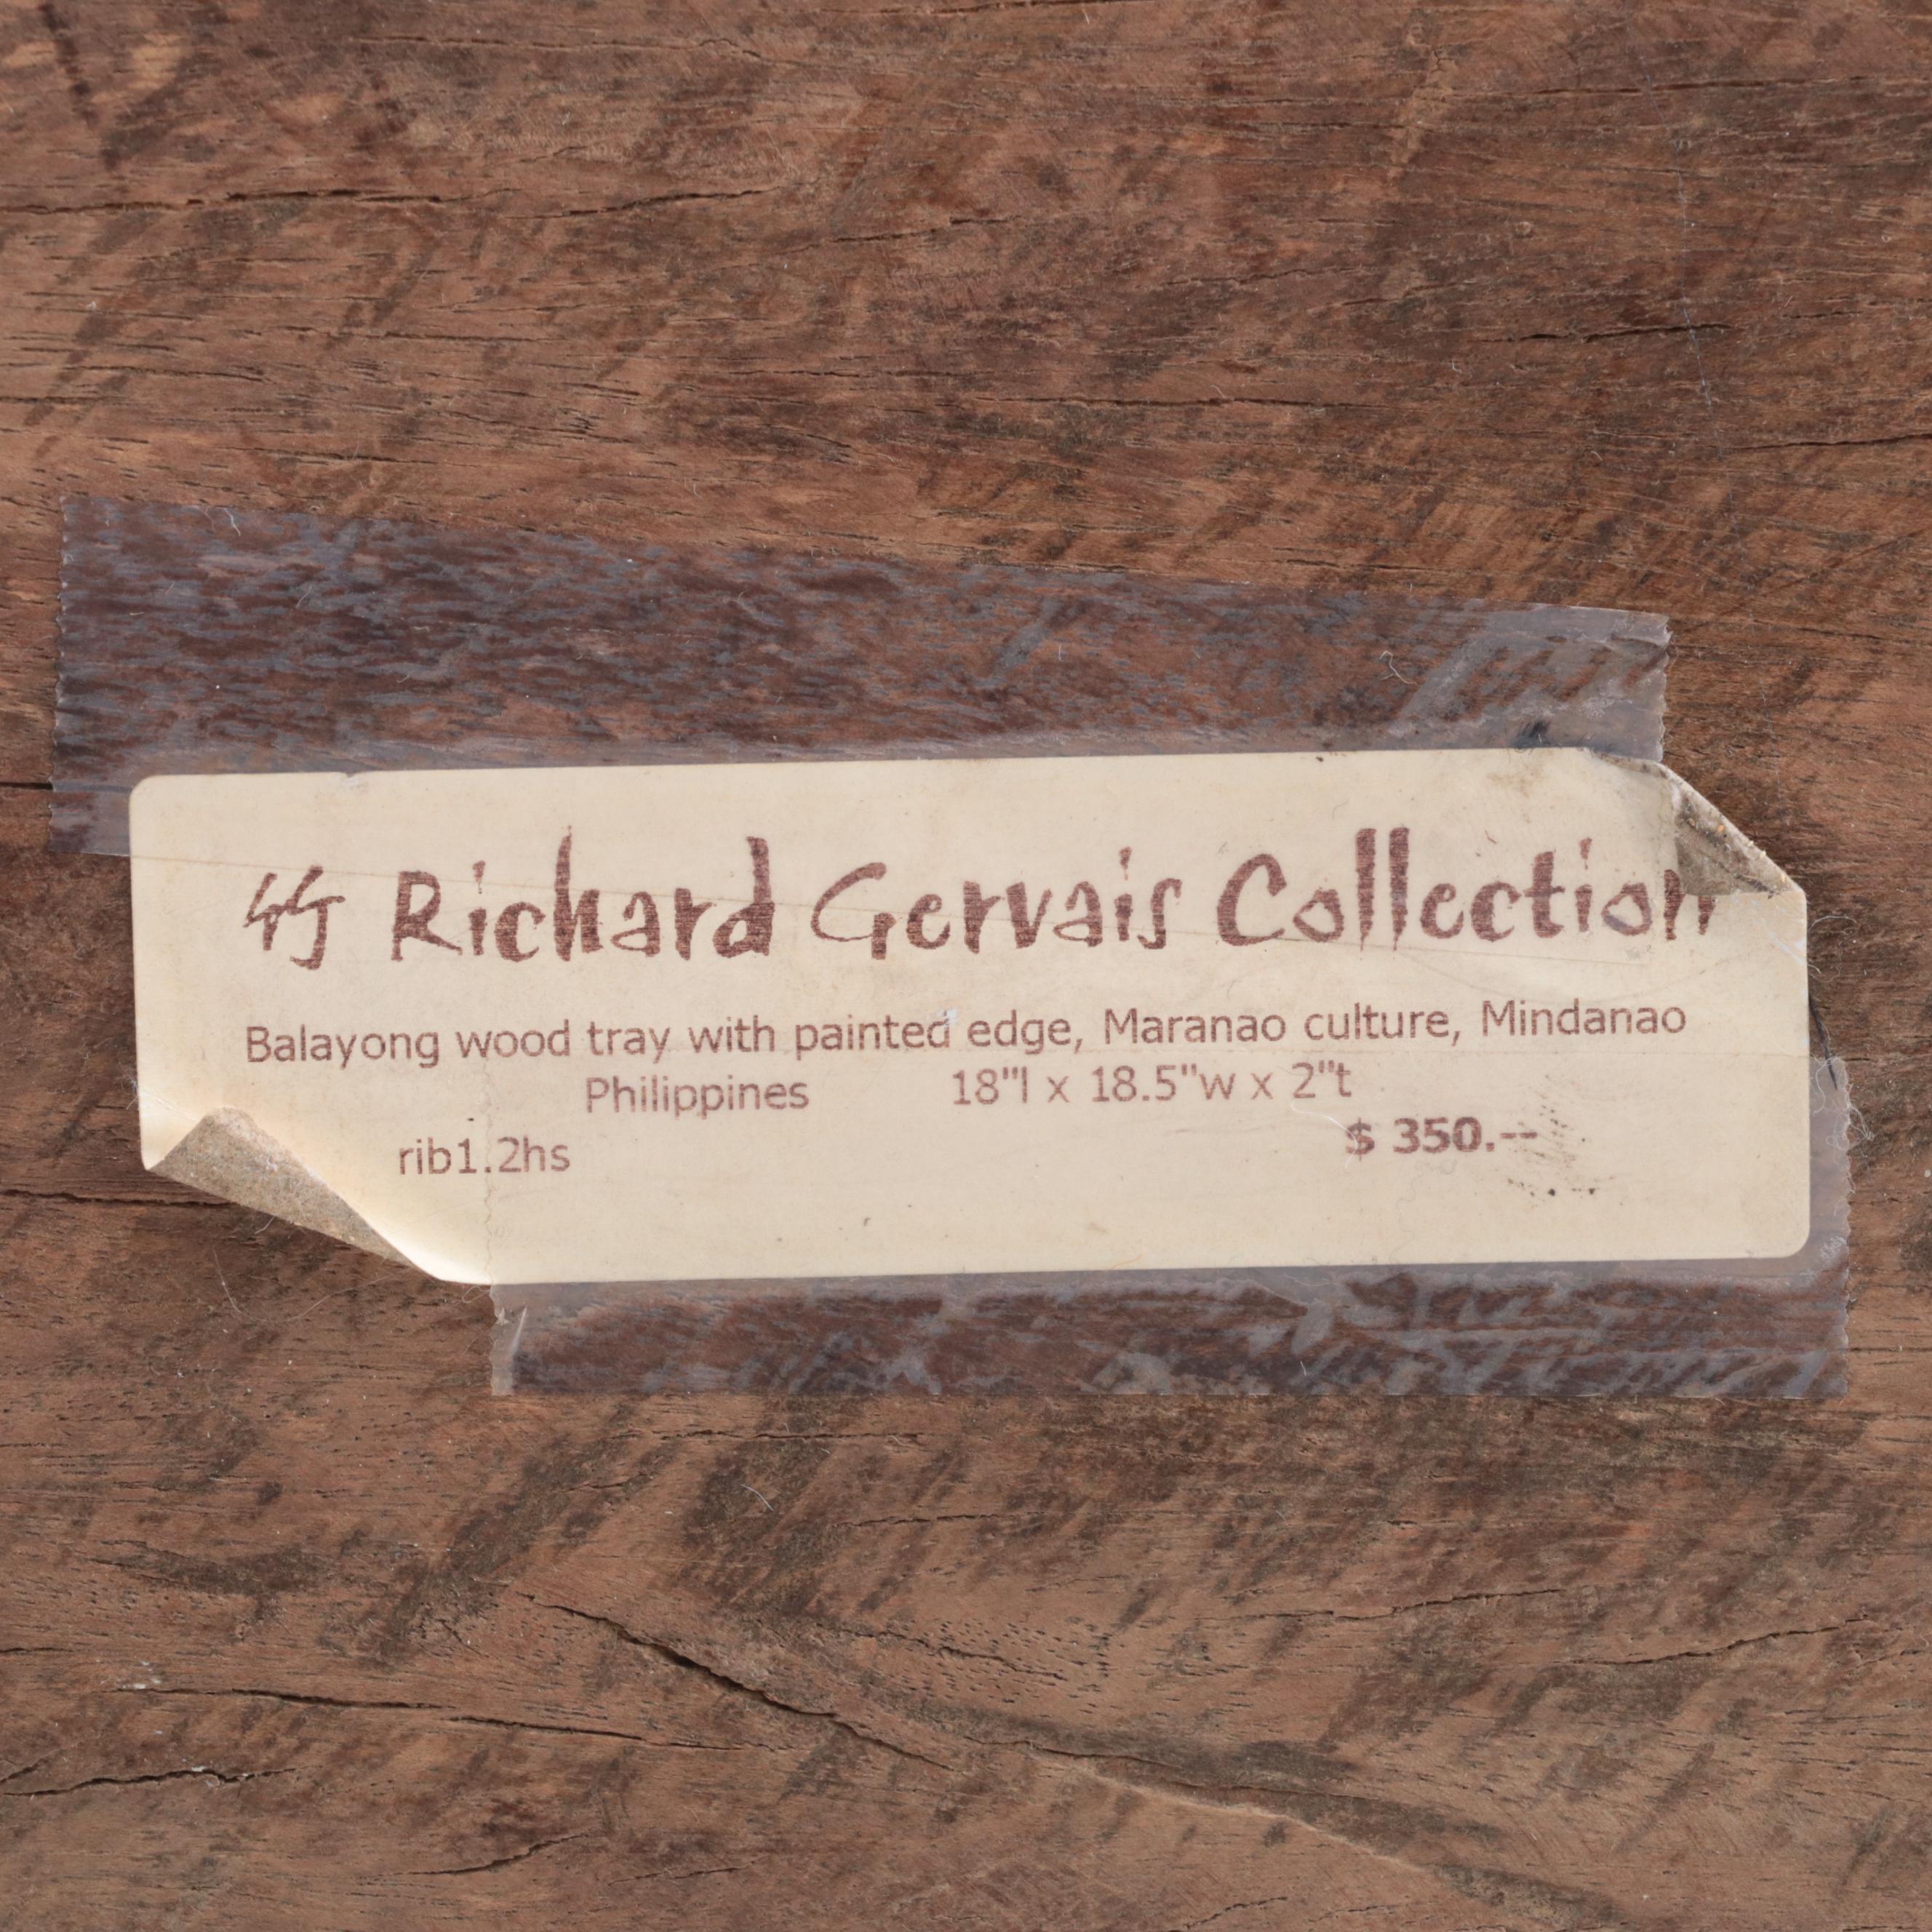 Richard Gervais Collection
Balayong wood tray with painted edge, Maranao culture, Mindanao
Philippines 18"l x 18.5"w x 2"t
$ 350.--
rib1.2hs